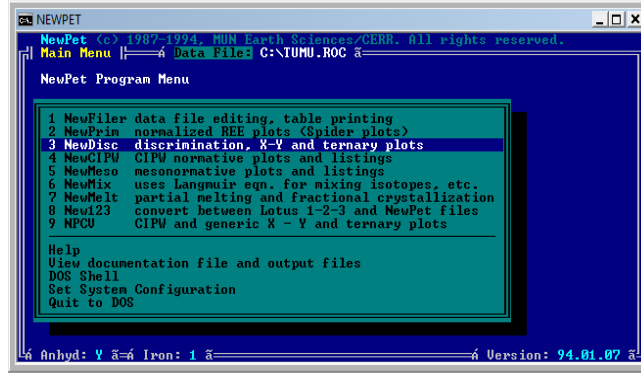 NEWPET
NewPet (c) 1987-1994, MUN Earth Sciences/CERR. All rights reserved.
Main Menu á Data File: C:\TUMU.ROC ã
NewPet Program Menu
1 NewFiler data file editing, table printing
2 NewPrim normalized REE plots (Spider plots)
3 NewDisc discrimination, X-Y and ternary plots
4 NewCIPW CIPW normative plots and listings
5 NewMeso mesonormative plots and listings
6 NewMix uses Langmuir eqn. for mixing isotopes, etc.
7 NewMelt partial melting and fractional crystallization
8 New123 convert between Lotus 1-2-3 and NewPet files
9 NPCV CIPW and generic X - Y and ternary plots
Help
View documentation file and output files
DOS Shell
Set System Configuration
Quit to DOS
á Anhyd: Y ã á Iron: 1 ã á Version: 94.01.07 ã